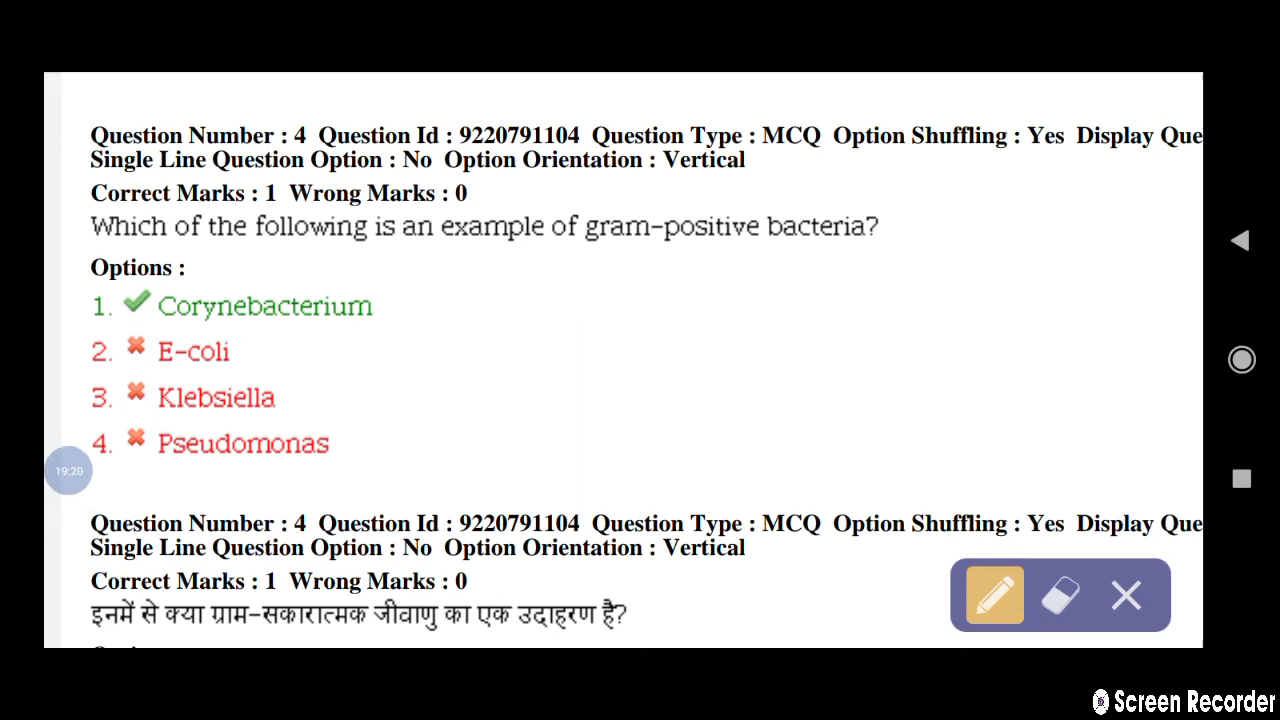 Question Number : 4 Question Id : 9220791104 Question Type : MCQ Option Shuffling : Yes Display Que
Single Line Question Option : No Option Orientation : Vertical
Correct Marks : 1 Wrong Marks : 0
Which of the following is an example of gram-positive bacteria?
Options :
1. Corynebacterium
2. E-coli
3. Klebsiella
4. Pseudomonas
19:20
Question Number : 4 Question Id : 9220791104 Question Type : MCQ Option Shuffling : Yes Display Que
Single Line Question Option : No Option Orientation : Vertical
Correct Marks : 1 Wrong Marks : 0
इनमें से क्या ग्राम-सकारात्मक जीवाणु का एक उदाहरण है?
Screen Recorder